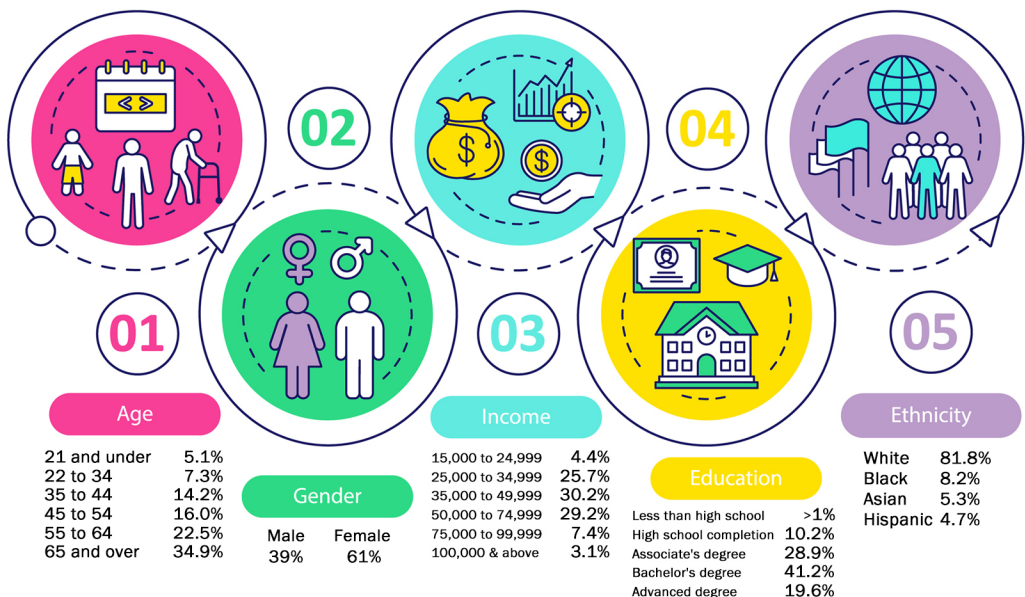 01
Age
21 and under 5.1%
22 to 34 7.3%
35 to 44 14.2%
45 to 54 16.0%
55 to 64 22.5%
65 and over 34.9%
02
Gender
Male Female
39% 61%
03
Income
15,000 to 24,999 4.4%
25,000 to 34,999 25.7%
35,000 to 49,999 30.2%
50,000 to 74,999 29.2%
75,000 to 99,999 7.4%
100,000 & above 3.1%
04
Education
Less than high school >1%
High school completion 10.2%
Associate's degree 28.9%
Bachelor's degree 41.2%
Advanced degree 19.6%
05
Ethnicity
White 81.8%
Black 8.2%
Asian 5.3%
Hispanic 4.7%
$
$